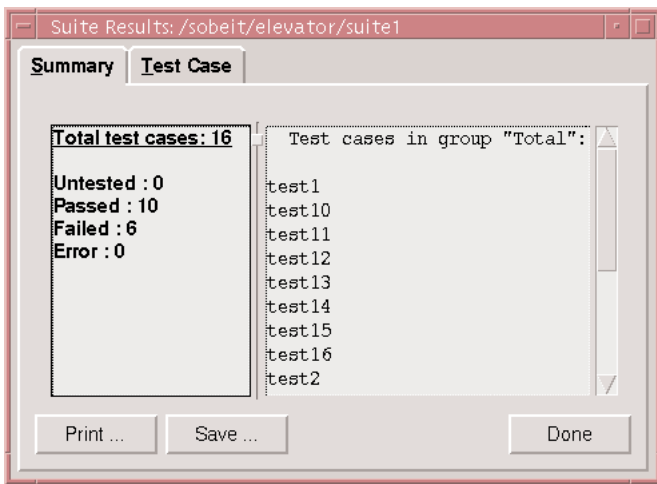 Suite Results: /sobeit/elevator/suite1
Summary
Test Case
Total test cases: 16
Untested : 0
Passed : 10
Failed : 6
Error : 0
Test cases in group "Total":
test1
test10
test11
test12
test13
test14
test15
test16
test2
Print ...
Save ...
Done